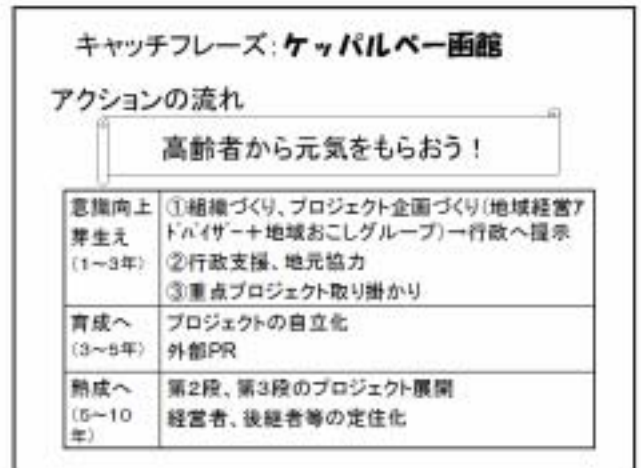 キャッチフレーズ：ケッパルベー函館
アクションの流れ
高齢者から元気をもらおう！
意識向上
芽生え
（1～3年）
①組織づくり、プロジェクト企画づくり（地域経営ア
ドバイザー＋地域おこしグループ）→行政へ提示
②行政支援、地元協力
③重点プロジェクト取り掛かり
育成へ
（3～5年）
プロジェクトの自立化
外部PR
熟成へ
（5～10
年）
第2段、第3段のプロジェクト展開
経営者、後継者等の定住化